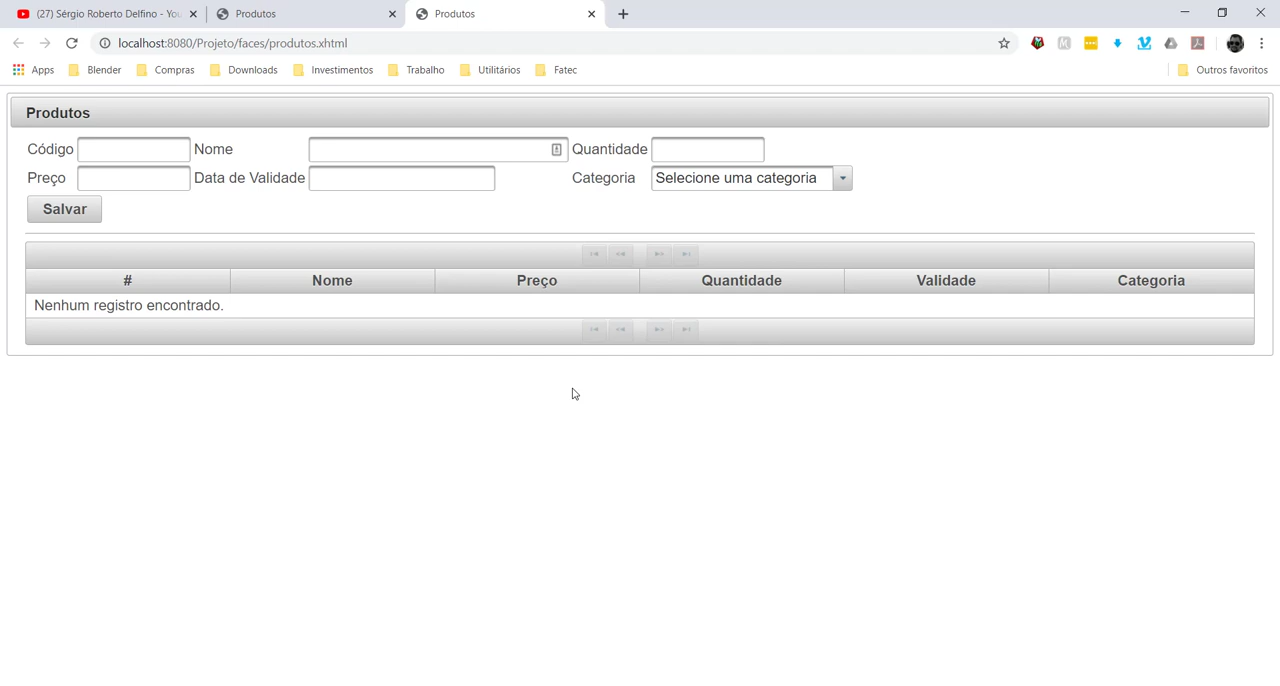 (27) Sérgio Roberto Delfino - You
Produtos
Produtos
localhost:8080/Projeto/faces/produtos.xhtml
Apps Blender Compras Downloads Investimentos Trabalho Utilitários Fatec Outros favoritos
Produtos
Código Nome Quantidade
Preço Data de Validade Categoria Selecione uma categoria
Salvar
# Nome Preço Quantidade Validade Categoria
Nenhum registro encontrado.